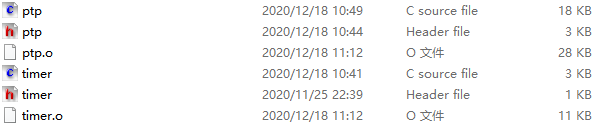 ptp 2020/12/18 10:49 C source file 18 KB
ptp 2020/12/18 10:44 Header file 3 KB
ptp.o 2020/12/18 11:12 O 文件 28 KB
timer 2020/12/18 10:41 C source file 3 KB
timer 2020/11/25 22:39 Header file 1 KB
timer.o 2020/12/18 11:12 O 文件 11 KB